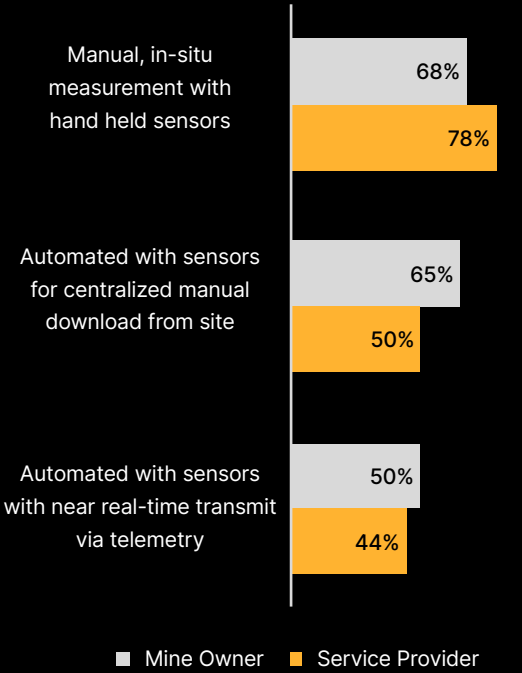 Manual, in-situ
measurement with
hand held sensors
68%
78%
Automated with sensors
for centralized manual
download from site
65%
50%
Automated with sensors
with near real-time transmit
via telemetry
50%
44%
Mine Owner
Service Provider